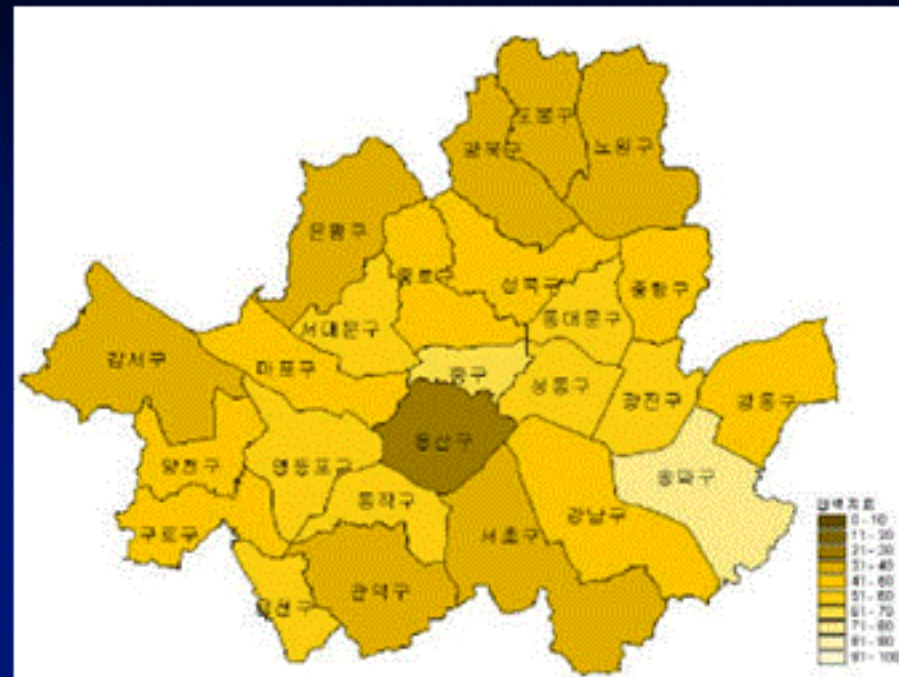 도봉구
강북구
노원구
은평구
종로구
성북구
중랑구
서대문구
동대문구
강서구
마포구
중구
성동구
광진구
강동구
양천구
영등포구
용산구
송파구
동작구
강남구
구로구
서초구
금천구
관악구
0 - 10
11 - 20
21 - 30
31 - 40
41 - 50
51 - 60
61 - 70
71 - 80
81 - 90
91 - 100